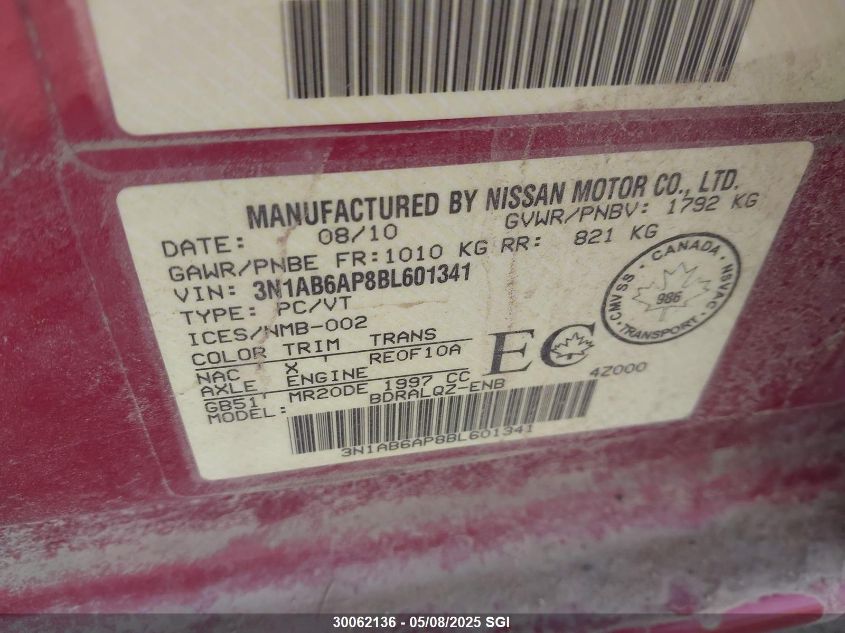 MANUFACTURED BY NISSAN MOTOR CO., LTD.
DATE: 08/10 GVWR/PNBV: 1792 KG
GAWR/PNBE FR:1010 KG RR: 821 KG
VIN: 3N1AB6AP8BL601341
TYPE: PC/VT
ICES/NMB-002
COLOR TRIM TRANS
NAC X ' RE0F10A
AXLE ENGINE
GB51 MR20DE 1997 CC
MODEL: BDRALQZ-ENB
EC
4Z000
3N1AB6AP8BL601341
CMVSS - CANADA - NSVAC
986
TRANSPORT
30062136 - 05/08/2025 SGI